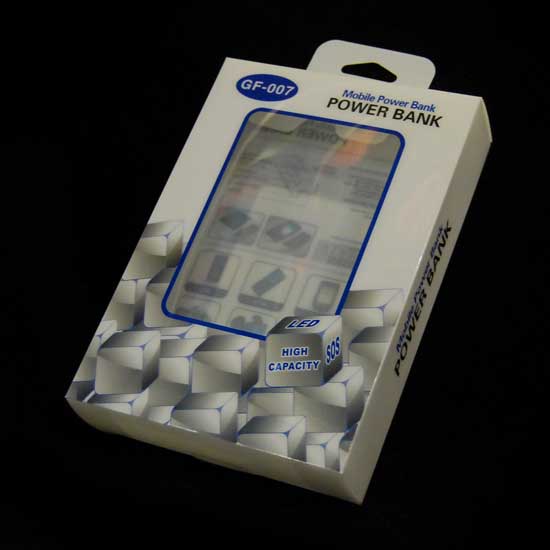 GF-007
Mobile Power Bank
POWER BANK
LED
HIGH
CAPACITY
SOS
Mobile Power Bank
POWER BANK